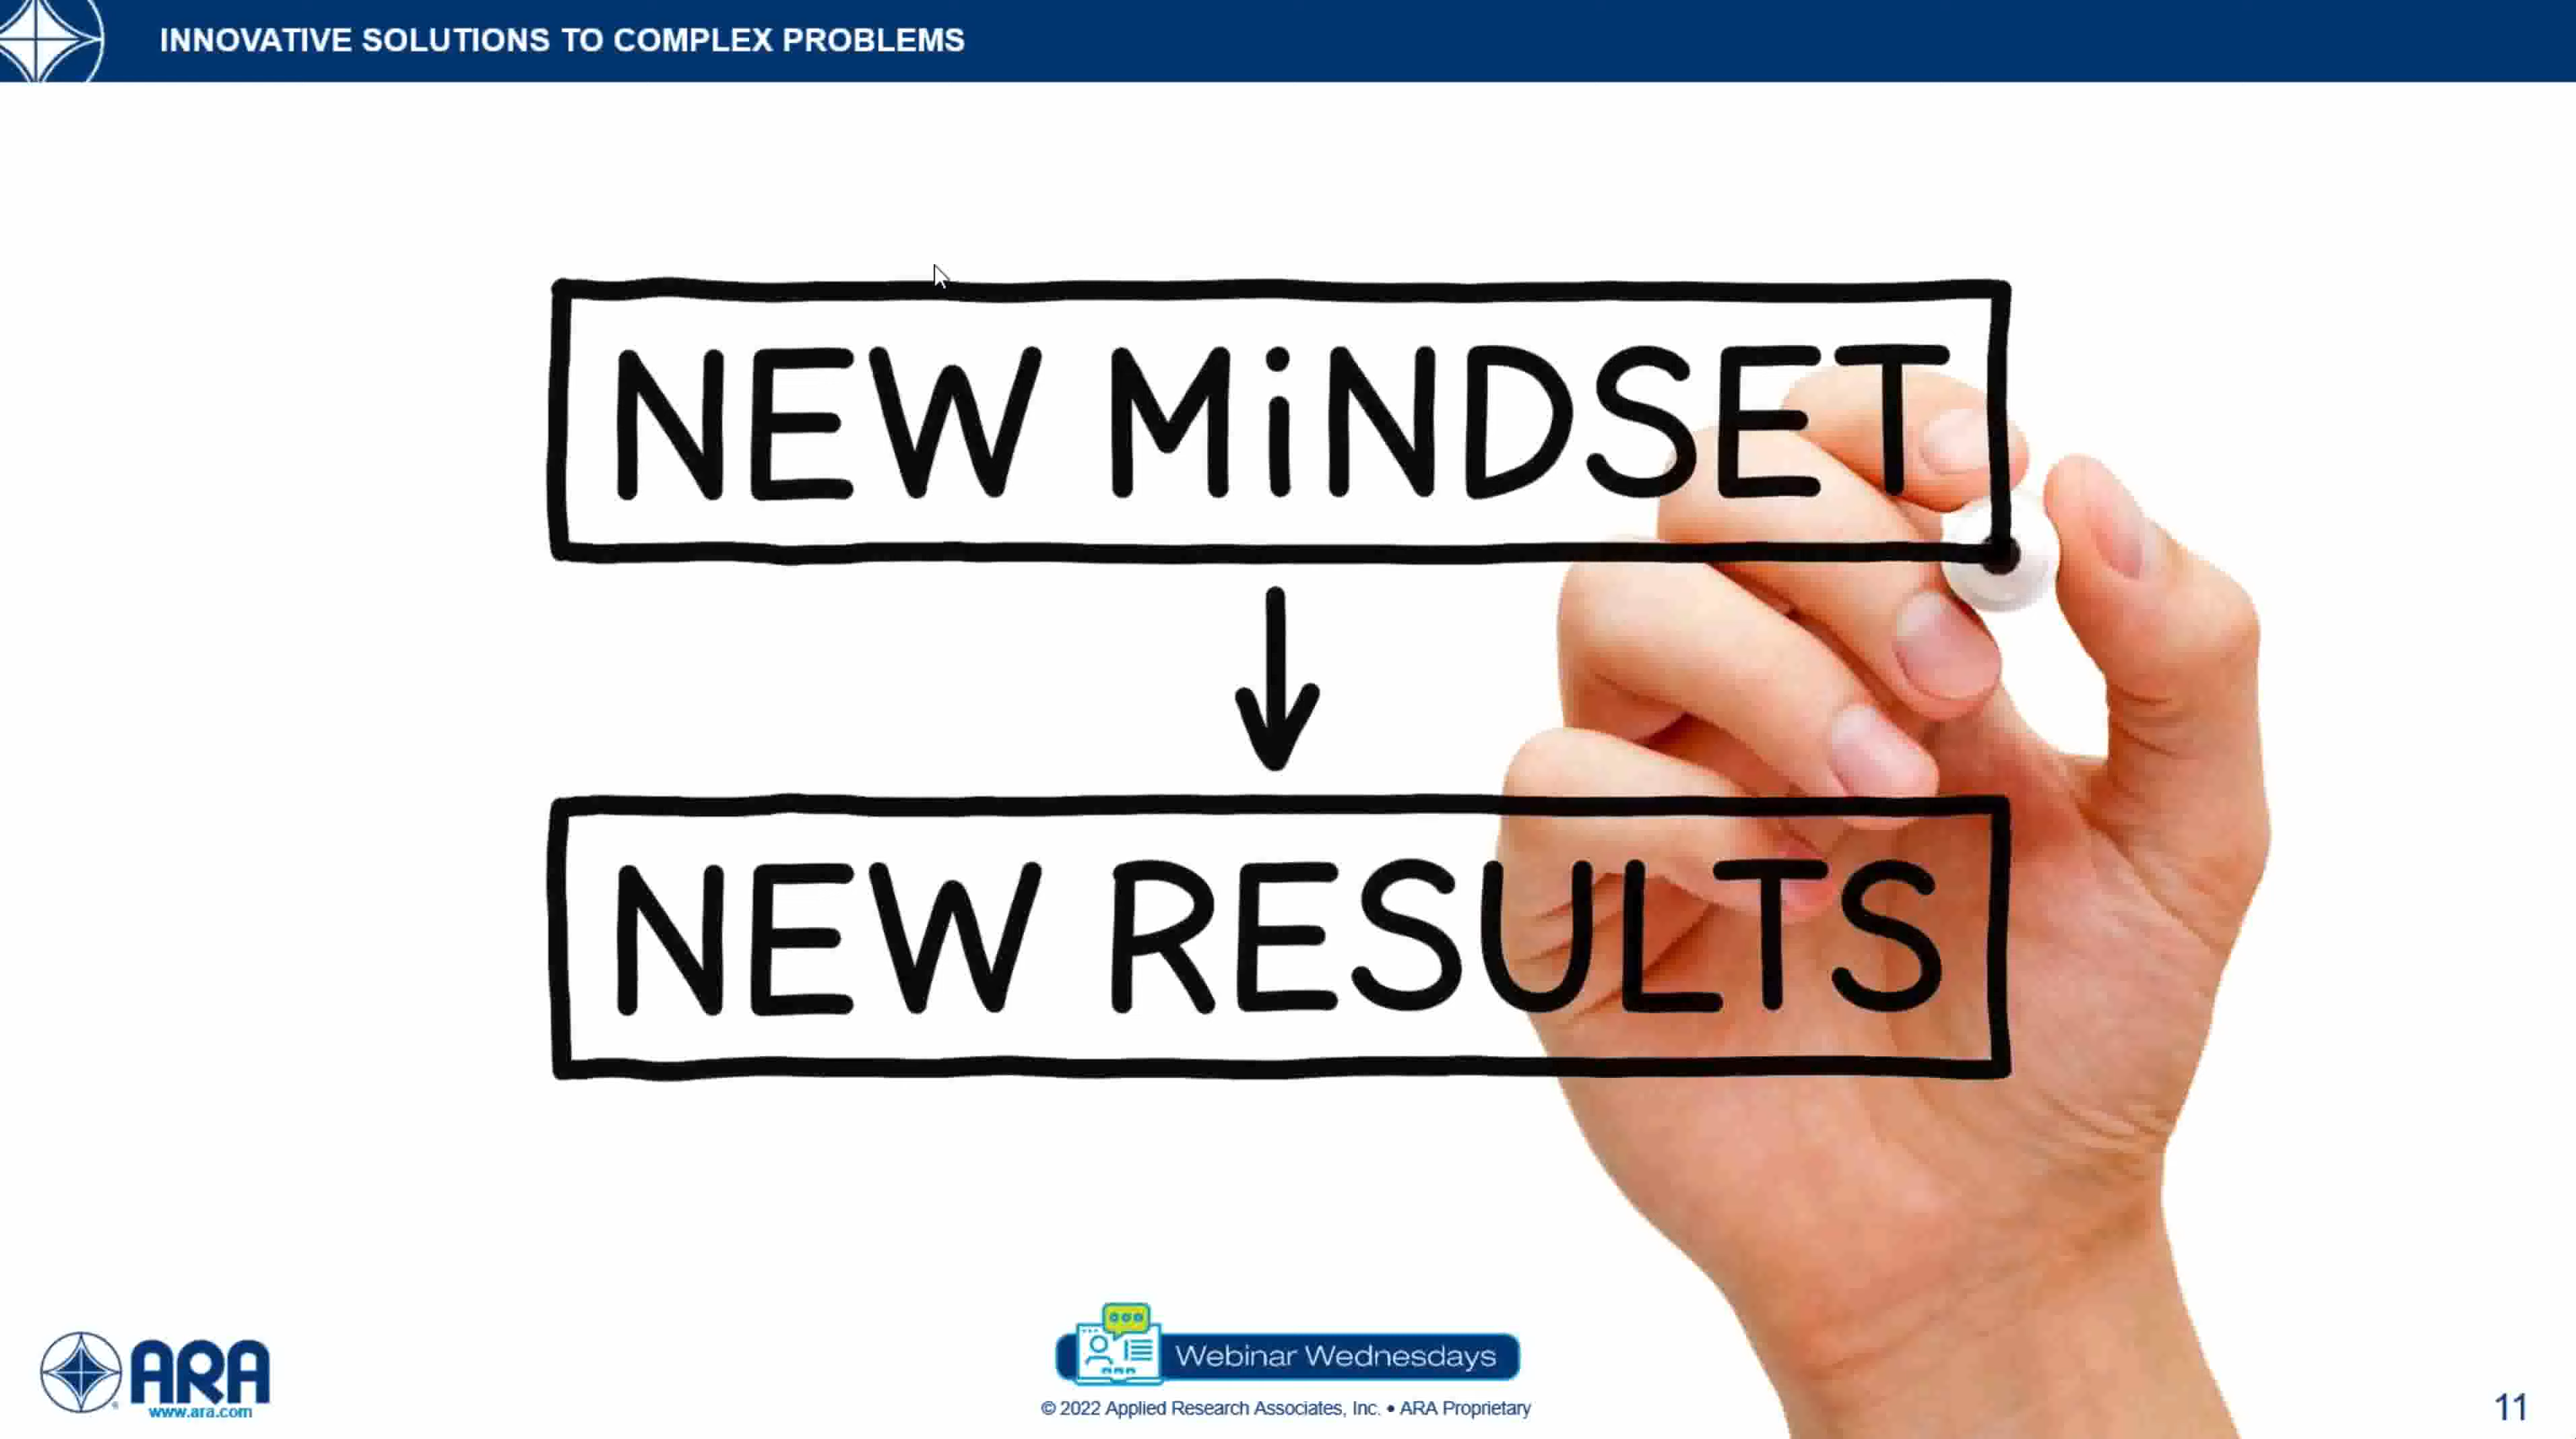 INNOVATIVE SOLUTIONS TO COMPLEX PROBLEMS
NEW MiNDSET
NEW RESULTS
ARA
www.ara.com
Webinar Wednesdays
© 2022 Applied Research Associates, Inc. • ARA Proprietary
11